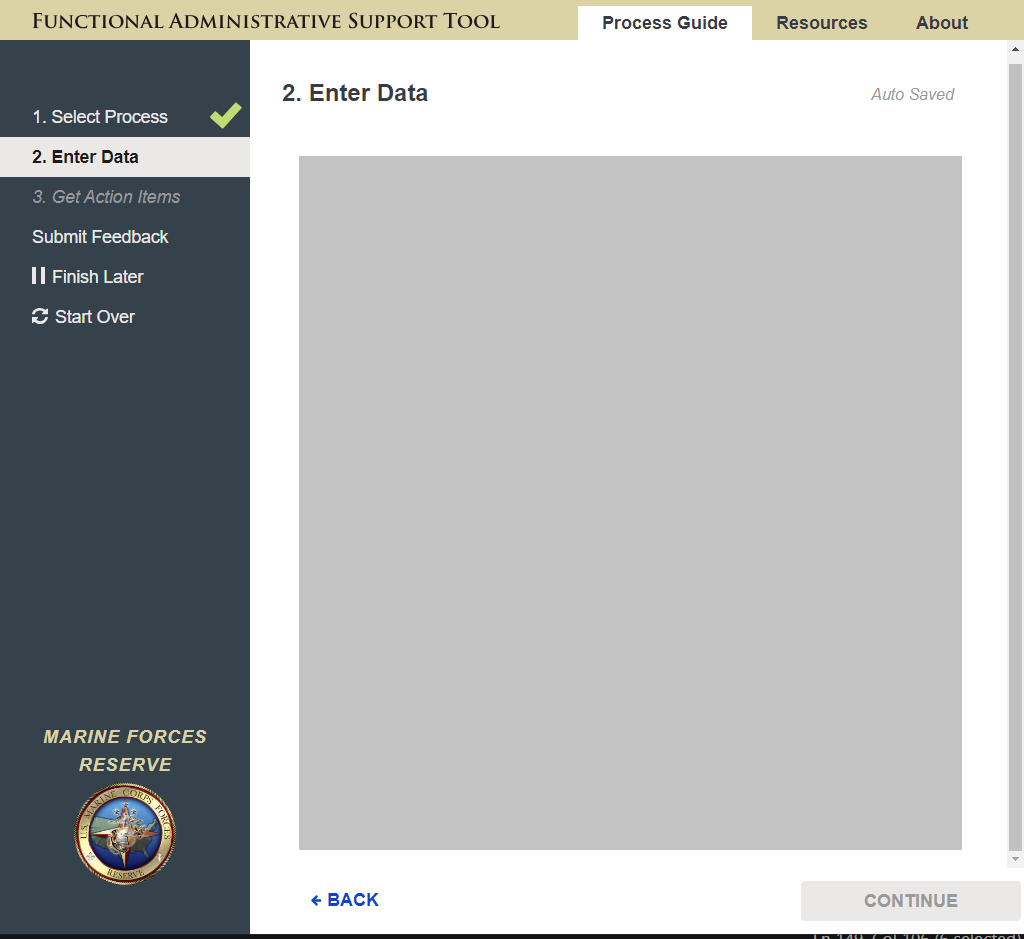 FUNCTIONAL ADMINISTRATIVE SUPPORT TOOL
Process Guide
Resources
About
1. Select Process
2. Enter Data
3. Get Action Items
Submit Feedback
Finish Later
Start Over
MARINE FORCES
RESERVE
U.S. MARINE CORPS FORCES
RESERVE
2. Enter Data
Auto Saved
BACK
CONTINUE